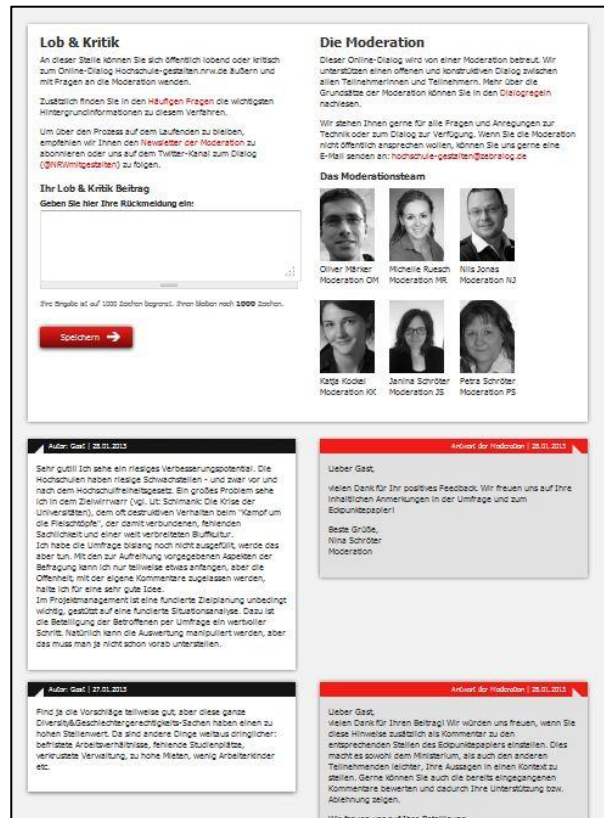 Lob & Kritik
An dieser Stelle können Sie sich öffentlich lobend oder kritisch
zum Online-Dialog Hochschule-gestalten.nrw.de äußern und
mit Fragen an die Moderation wenden.
Zusätzlich finden Sie in den Häufigen Fragen die wichtigsten
Hintergrundinformationen zu diesem Verfahren.
Um über den Prozess auf dem Laufenden zu bleiben,
empfehlen wir Ihnen den Newsletter der Moderation zu
abonnieren oder uns auf dem Twitter-Kanal zum Dialog
(@NRWmitgestalten) zu folgen.
Ihr Lob & Kritik Beitrag
Geben Sie hier Ihre Rückmeldung ein:
Ihre Eingabe ist auf 1000 Zeichen begrenzt. Ihnen bleiben noch 1000 Zeichen.
Speichern
Die Moderation
Dieser Online-Dialog wird von einer Moderation betreut. Wir
unterstützen einen offenen und konstruktiven Dialog zwischen
allen Teilnehmerinnen und Teilnehmern. Mehr über die
Grundsätze der Moderation können Sie in den Dialogregeln
nachlesen.
Wir stehen Ihnen gerne für alle Fragen und Anregungen zur
Technik oder zum Dialog zur Verfügung. Wenn Sie die Moderation
nicht öffentlich ansprechen wollen, können Sie uns gerne eine
E-Mail senden an: hochschule-gestalten@zebralog.de
Das Moderationsteam
Oliver Märker
Moderation OM
Michelle Ruesch
Moderation MR
Nils Jonas
Moderation NJ
Katja Kockel
Moderation KK
Janina Schröter
Moderation JS
Petra Schröter
Moderation PS
Autor: Gast | 28.01.2013
Sehr gut!!! Ich sehe ein riesiges Verbesserungspotential. Die
Hochschulen haben riesige Schwachstellen - und zwar vor und
nach dem Hochschulfreiheitsgesetz. Ein großes Problem sehe
ich in dem Zielwirrwarr (vgl. Lit: Schimank: Die Krise der
Universitäten), dem oft destruktiven Verhalten beim "Kampf um
die Fleischtöpfe", der damit verbundenen, fehlenden
Sachlichkeit und einer weit verbreiteten Bluffkultur.
Ich habe die Umfrage bislang noch nicht ausgefüllt, werde das
aber tun. Mit den zur Aufreihung vorgegebenen Aspekten der
Befragung kann ich nur teilweise etwas anfangen, aber die
Offenheit, mit der eigene Kommentare zugelassen werden,
halte ich für eine sehr gute Idee.
Im Projektmanagement ist eine fundierte Zielplanung unbedingt
wichtig, gestützt auf eine fundierte Situationsanalyse. Dazu ist
die Beteiligung der Betroffenen per Umfrage ein wertvoller
Schritt. Natürlich kann die Auswertung manipuliert werden, aber
das muss man ja nicht schon vorab unterstellen.
Antwort der Moderation | 28.01.2013
Lieber Gast,
vielen Dank für Ihr positives Feedback. Wir freuen uns auf Ihre
inhaltlichen Anmerkungen in der Umfrage und zum
Eckpunktepapier!
Beste Grüße,
Nina Schröter
Moderation
Autor: Gast | 27.01.2013
Find ja die Vorschläge teilweise gut, aber diese ganze
Diversity&Geschlechtergerechtigkeits-Sachen haben einen zu
hohen Stellenwert. Da sind andere Dinge weitaus dringlicher:
befristete Arbeitsverhältnisse, fehlende Studienplätze,
verkrustete Verwaltung, zu hohe Mieten, wenig Arbeiterkinder
etc.
Antwort der Moderation | 28.01.2013
Lieber Gast,
vielen Dank für Ihren Beitrag! Wir würden uns freuen, wenn Sie
diese Hinweise zusätzlich als Kommentar zu den
entsprechenden Stellen des Eckpunktepapiers einstellen. Dies
macht es sowohl dem Ministerium, als auch den anderen
Teilnehmenden leichter, Ihre Aussagen in einen Kontext zu
stellen. Gerne können Sie auch die bereits eingegangenen
Kommentare bewerten und dadurch Ihre Unterstützung bzw.
Ablehnung zeigen.
Wir freuen uns auf Ihre Beteiligung